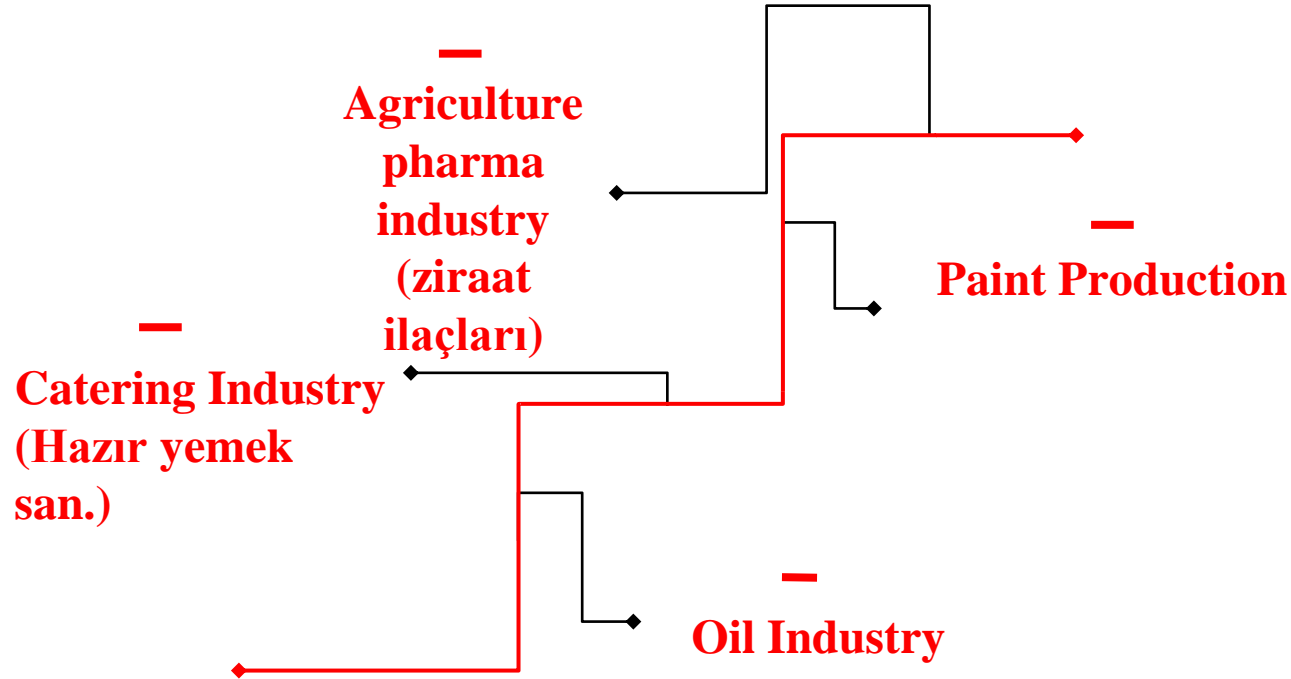 Agriculture
pharma
industry
(ziraat
ilaçları)
Paint Production
Catering Industry
(Hazır yemek
san.)
Oil Industry